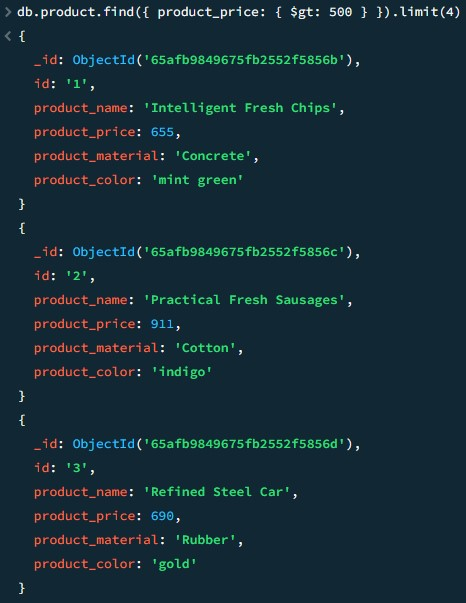 > db.product.find({ product_price: { $gt: 500 } }).limit(4)
< {
_id: ObjectId('65afb9849675fb2552f5856b'),
id: '1',
product_name: 'Intelligent Fresh Chips',
product_price: 655,
product_material: 'Concrete',
product_color: 'mint green'
}
{
_id: ObjectId('65afb9849675fb2552f5856c'),
id: '2',
product_name: 'Practical Fresh Sausages',
product_price: 911,
product_material: 'Cotton',
product_color: 'indigo'
}
{
_id: ObjectId('65afb9849675fb2552f5856d'),
id: '3',
product_name: 'Refined Steel Car',
product_price: 690,
product_material: 'Rubber',
product_color: 'gold'
}